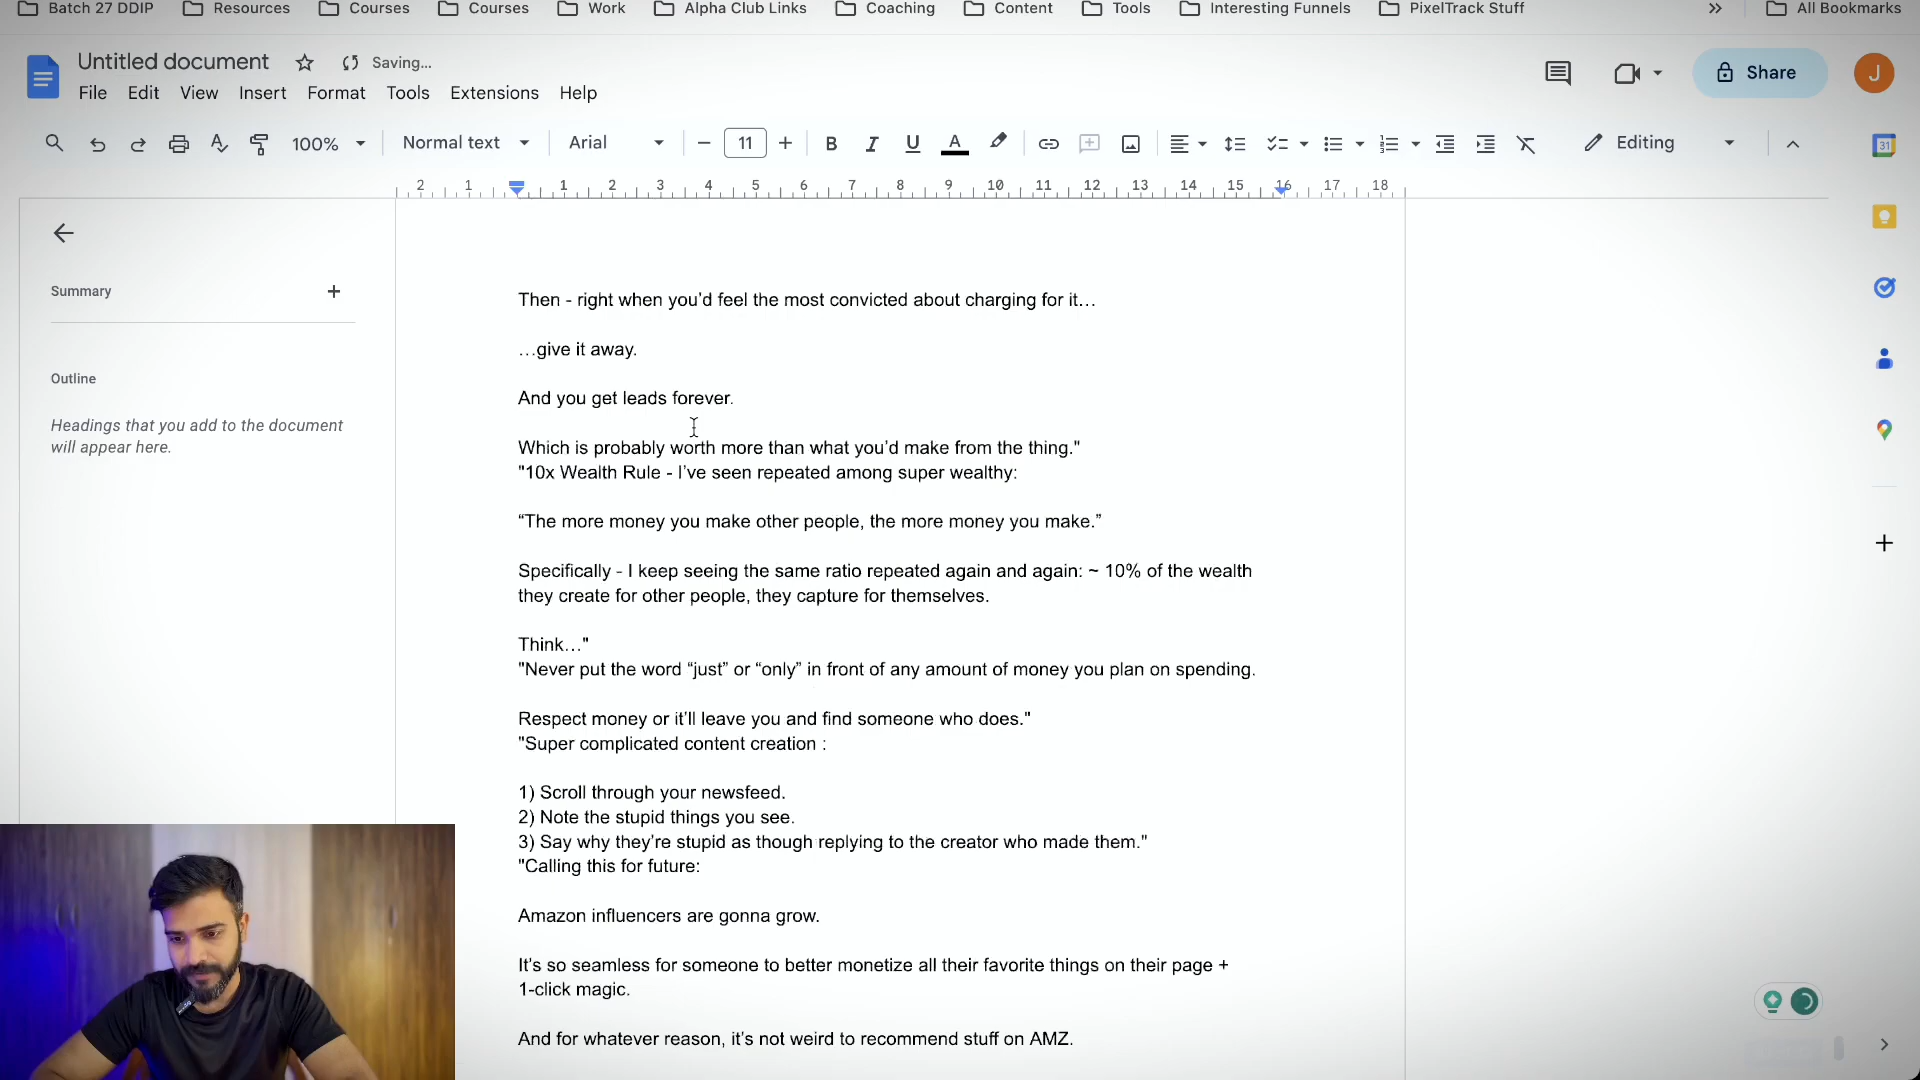 Batch 27 DDIP Resources Courses Courses Work Alpha Club Links Coaching Content Tools Interesting Funnels PixelTrack Stuff All Bookmarks
Untitled document Saving...
File Edit View Insert Format Tools Extensions Help
Share
J
100% Normal text Arial 11 B I U A Editing
31
2 1 1 2 3 4 5 6 7 8 9 10 11 12 13 14 15 16 17 18
Summary
Outline
Headings that you add to the document
will appear here.
Then - right when you’d feel the most convicted about charging for it…
…give it away.
And you get leads forever.
Which is probably worth more than what you’d make from the thing."
"10x Wealth Rule - I’ve seen repeated among super wealthy:
“The more money you make other people, the more money you make.”
Specifically - I keep seeing the same ratio repeated again and again: ~ 10% of the wealth
they create for other people, they capture for themselves.
Think…"
"Never put the word “just” or “only” in front of any amount of money you plan on spending.
Respect money or it’ll leave you and find someone who does."
"Super complicated content creation :
1) Scroll through your newsfeed.
2) Note the stupid things you see.
3) Say why they’re stupid as though replying to the creator who made them."
"Calling this for future:
Amazon influencers are gonna grow.
It’s so seamless for someone to better monetize all their favorite things on their page +
1-click magic.
And for whatever reason, it’s not weird to recommend stuff on AMZ.